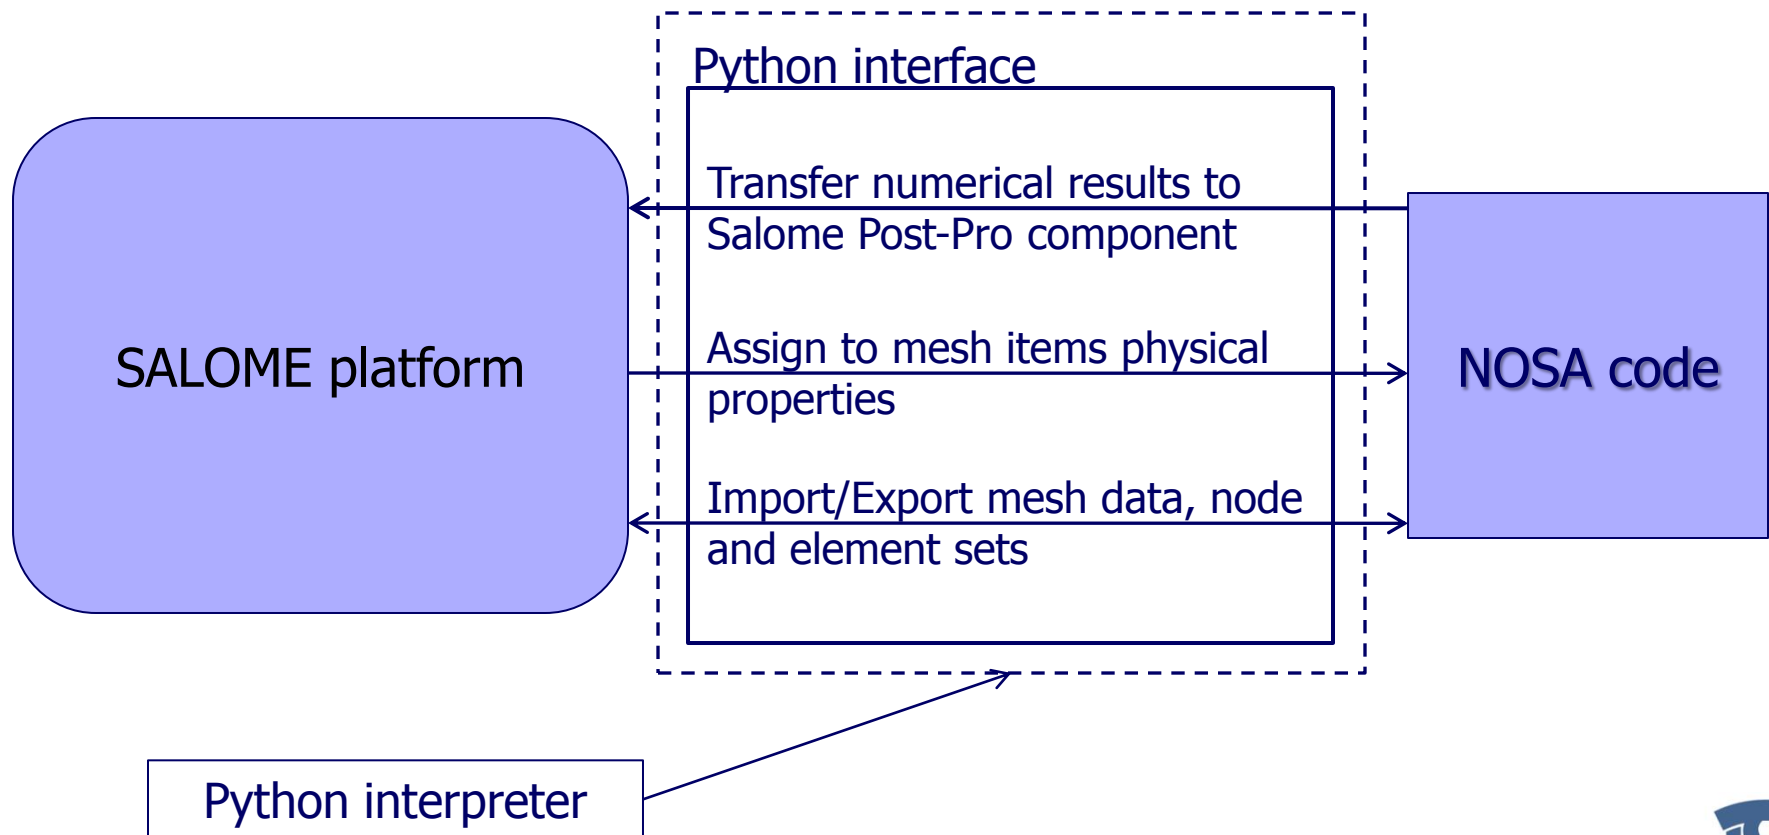 Python interface
Transfer numerical results to
Salome Post-Pro component
SALOME platform
Assign to mesh items physical
properties
NOSA code
Import/Export mesh data, node
and element sets
Python interpreter